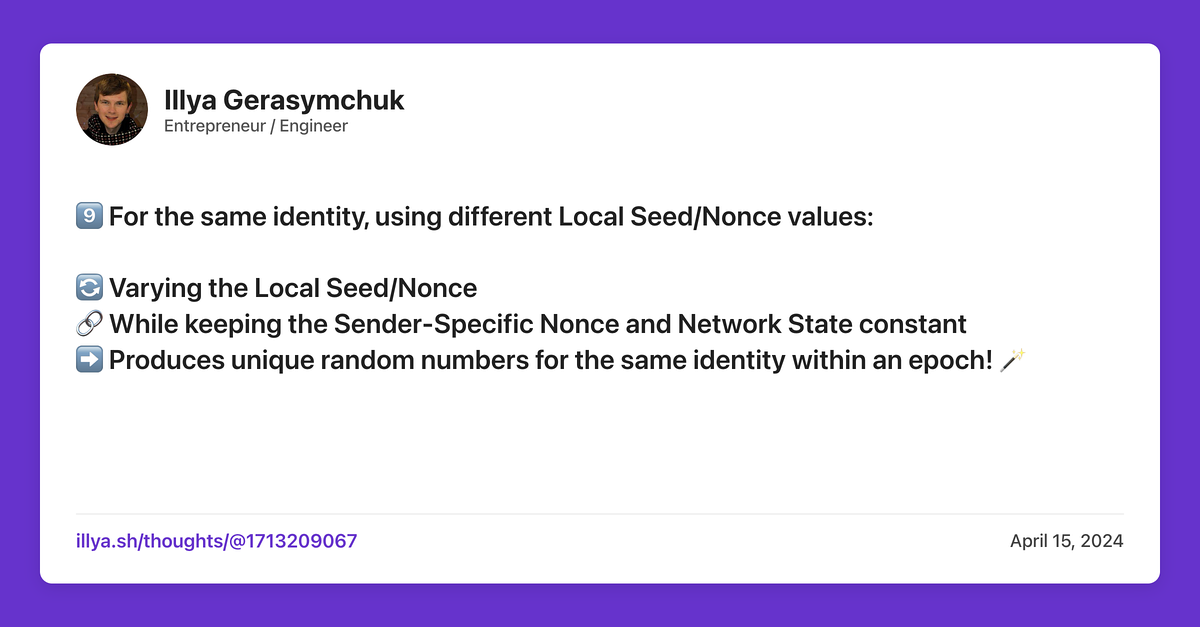 Illya Gerasymchuk
Entrepreneur / Engineer
9️⃣ For the same identity, using different Local Seed/Nonce values:
🔄 Varying the Local Seed/Nonce
🔗 While keeping the Sender-Specific Nonce and Network State constant
➡️ Produces unique random numbers for the same identity within an epoch! 🪄
illya.sh/thoughts/@1713209067
April 15, 2024